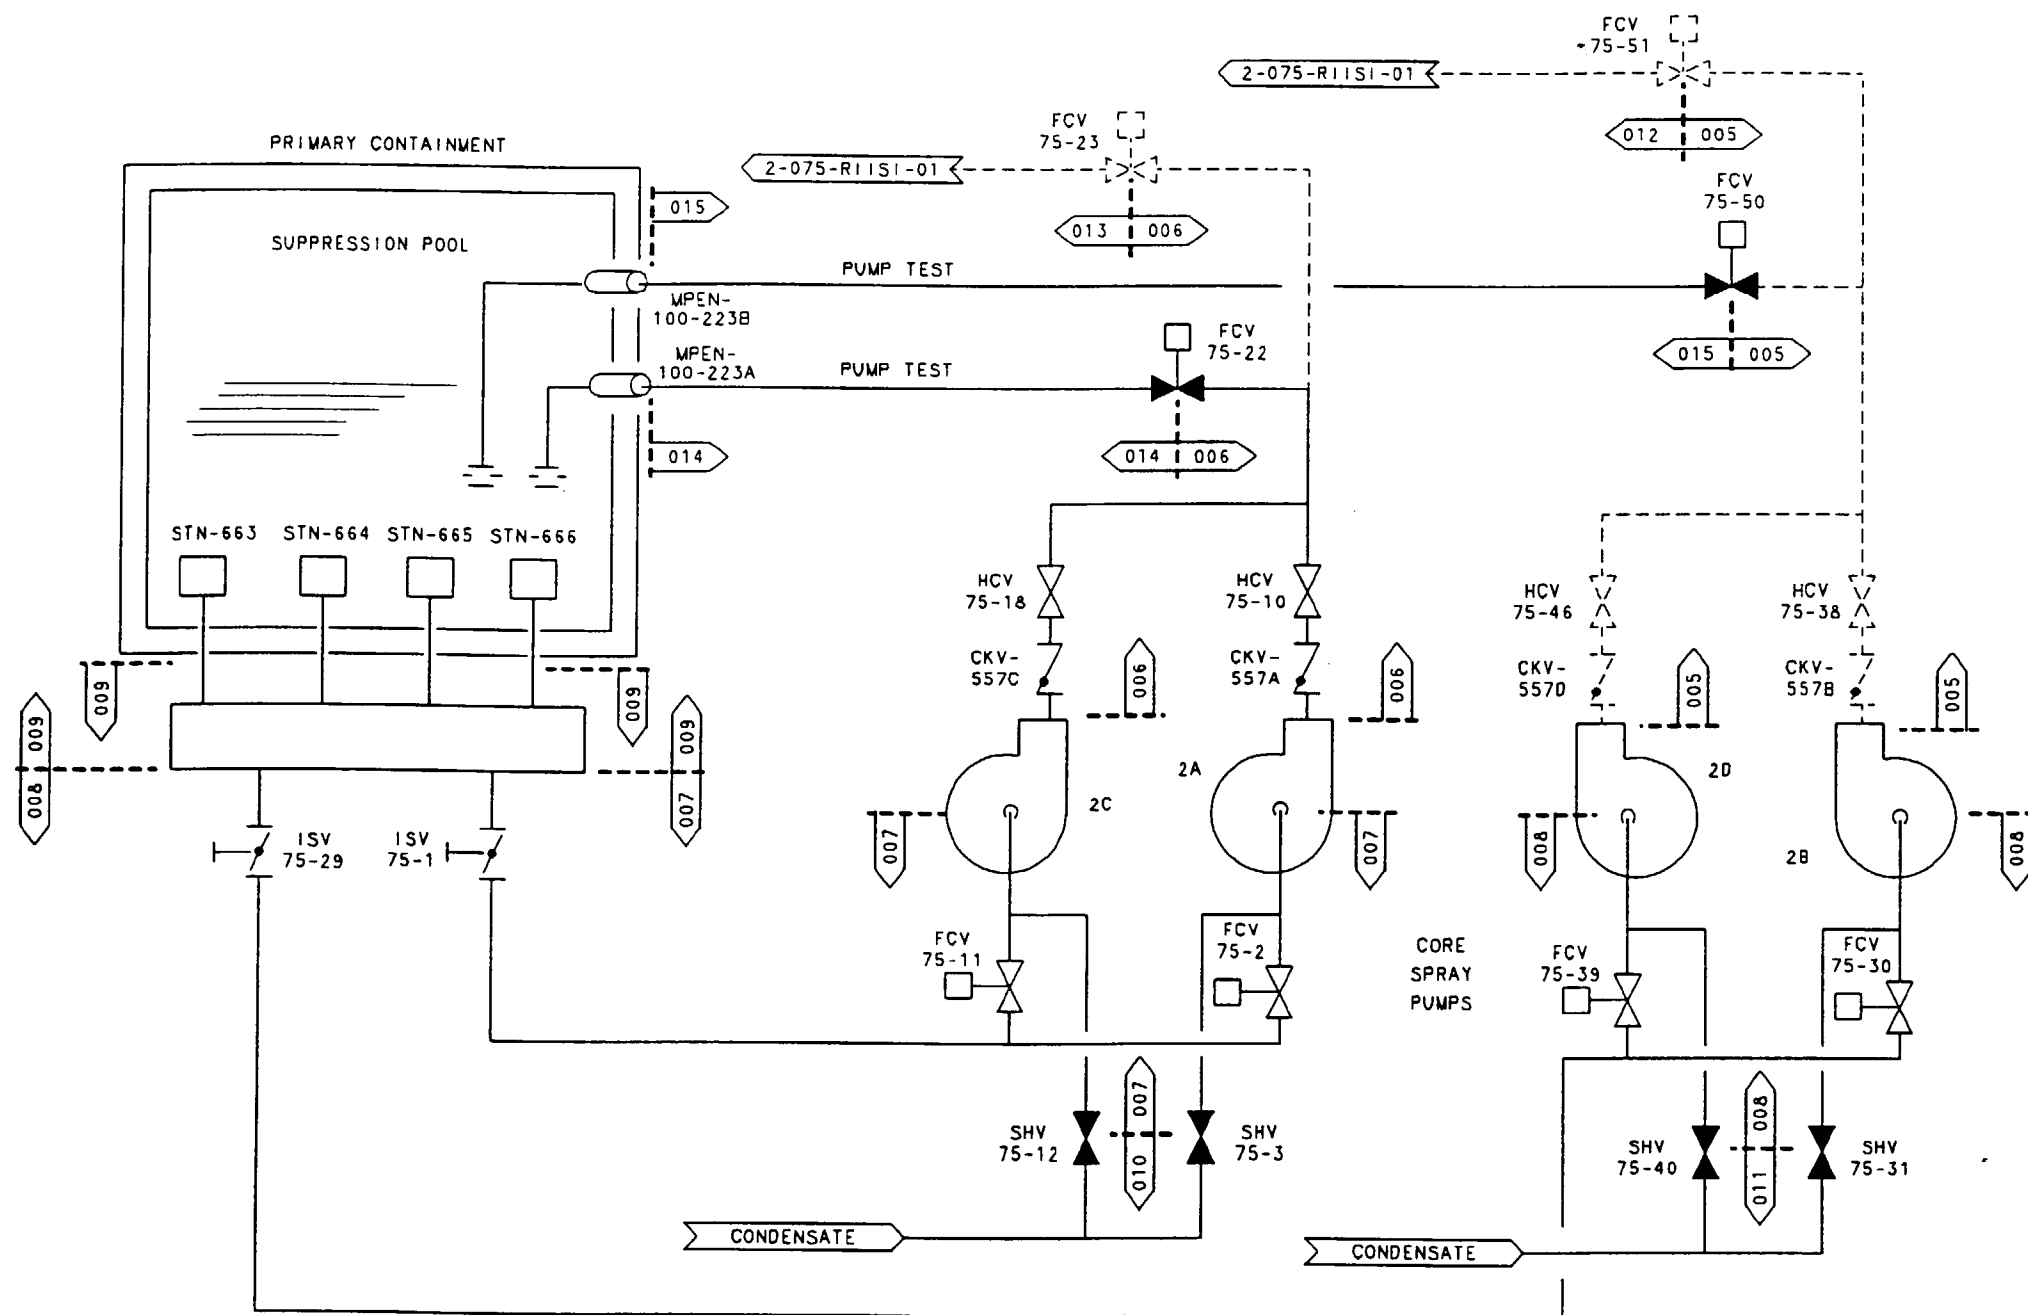 FCV
75-51
2-075-RIISI-01
012 005
FCV
75-23
2-075-RIISI-01
013 006
PRIMARY CONTAINMENT
015
SUPPRESSION POOL
FCV
75-50
PUMP TEST
MPEN-
100-223B
015 005
FCV
75-22
MPEN-
100-223A
PUMP TEST
014
014 006
STN-663
STN-664
STN-665
STN-666
HCV
75-18
HCV
75-10
HCV
75-46
HCV
75-38
CKV-
557C
006
CKV-
557A
006
CKV-
557D
005
CKV-
557B
005
009
009
008 009
007 009
2C
2A
2D
2B
007
007
008
008
ISV
75-29
ISV
75-1
FCV
75-11
FCV
75-2
CORE
SPRAY
PUMPS
FCV
75-39
FCV
75-30
SHV
75-12
010 007
SHV
75-3
SHV
75-40
011 008
SHV
75-31
CONDENSATE
CONDENSATE